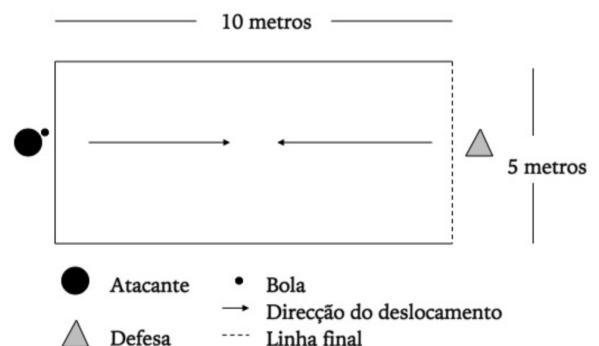 10 metros
5 metros
Atacante
Bola
Direcção do deslocamento
Defesa
Linha final